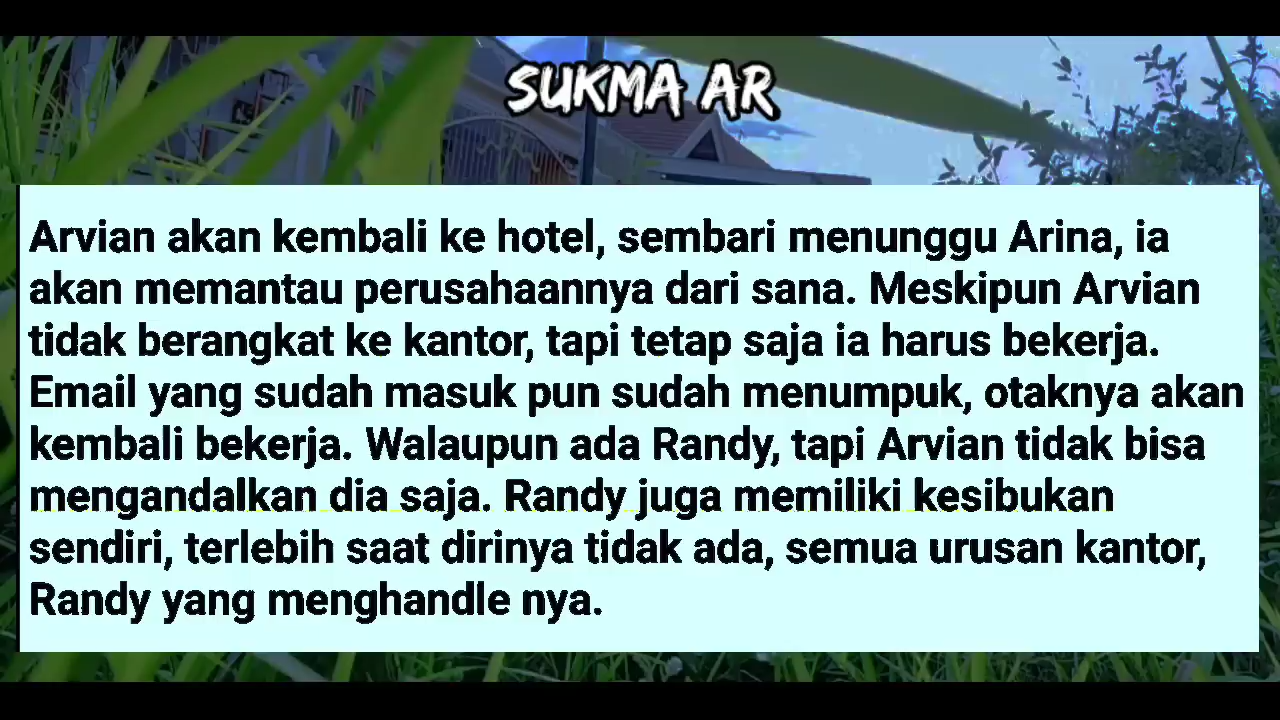 SUKMA AR
Arvian akan kembali ke hotel, sembari menunggu Arina, ia
akan memantau perusahaannya dari sana. Meskipun Arvian
tidak berangkat ke kantor, tapi tetap saja ia harus bekerja.
Email yang sudah masuk pun sudah menumpuk, otaknya akan
kembali bekerja. Walaupun ada Randy, tapi Arvian tidak bisa
mengandalkan dia saja. Randy juga memiliki kesibukan
sendiri, terlebih saat dirinya tidak ada, semua urusan kantor,
Randy yang menghandle nya.